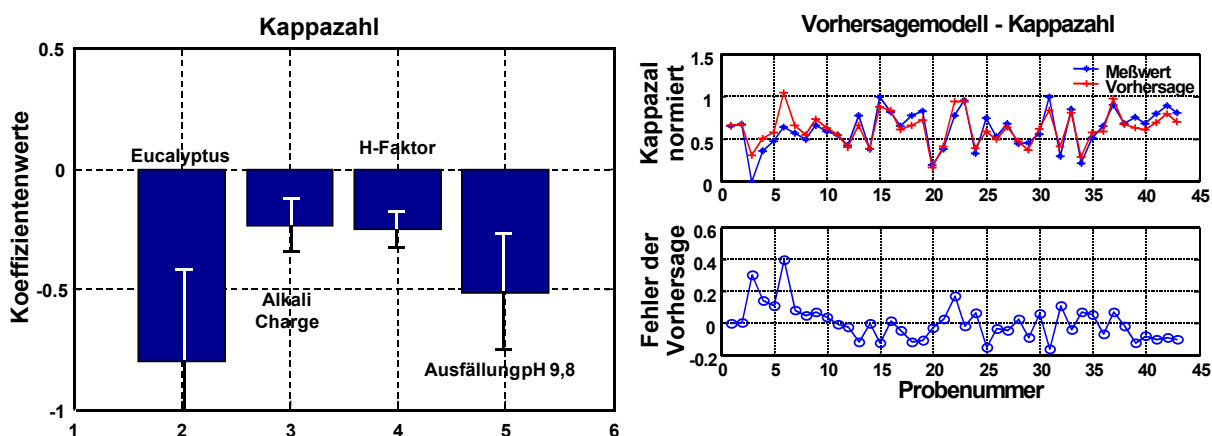 Kappazahl
Koeffizientenwerte
0.5
0
-0.5
-1
Eucalyptus
H-Faktor
Alkali
Charge
AusfällungpH 9,8
1 2 3 4 5 6
Vorhersagemodell - Kappazahl
Kappazal
normiert
1.5
1
0.5
0
Meßwert
Vorhersage
0 5 10 15 20 25 30 35 40 45
Fehler der
Vorhersage
0.6
0.4
0.2
0
-0.2
0 5 10 15 20 25 30 35 40 45
Probenummer